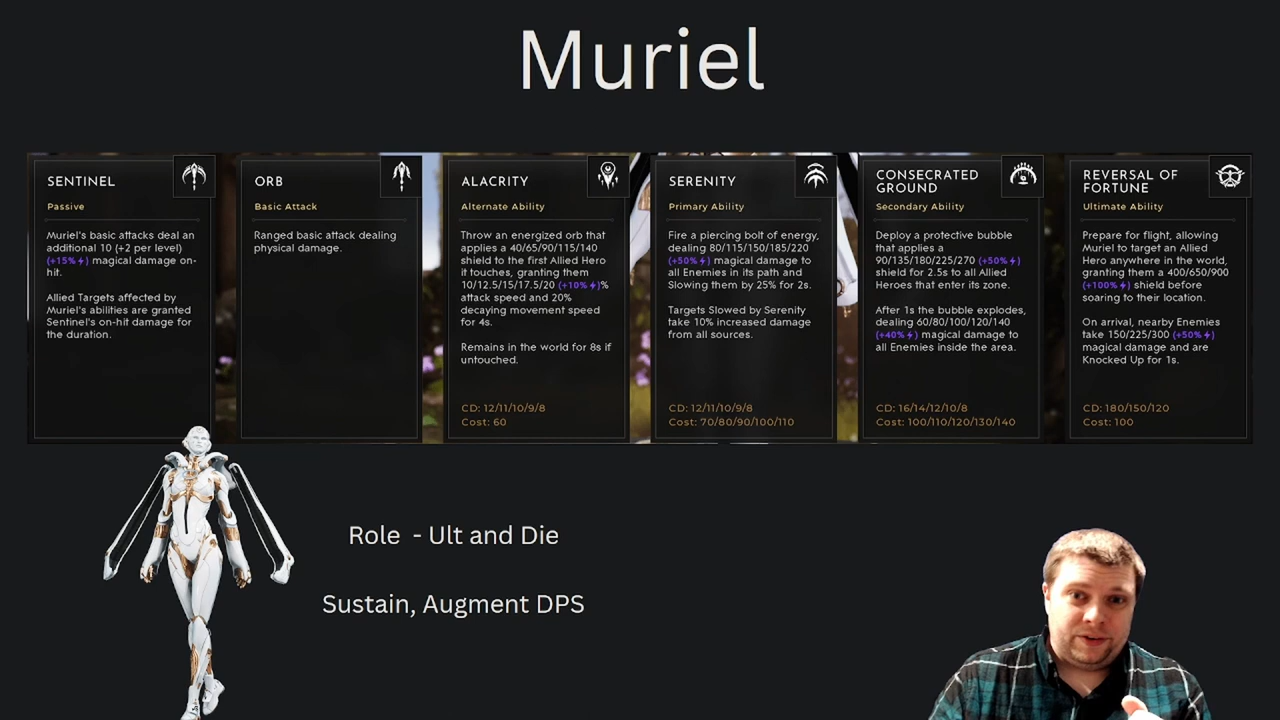 Muriel
SENTINEL
Passive
Muriel's basic attacks deal an
additional 10 (+2 per level)
(+15%⚡) magical damage on-
hit.
Allied Targets affected by
Muriel's abilities are granted
Sentinel's on-hit damage for
the duration.
ORB
Basic Attack
Ranged basic attack dealing
physical damage.
ALACRITY
Alternate Ability
Throw an energized orb that
applies a 40/65/90/115/140
shield to the first Allied Hero
it touches, granting them
10/12.5/15/17.5/20 (+10%⚡)%
attack speed and 20%
decaying movement speed
for 4s.
Remains in the world for 8s if
untouched.
CD: 12/11/10/9/8
Cost: 60
SERENITY
Primary Ability
Fire a piercing bolt of energy,
dealing 80/115/150/185/220
(+50%⚡) magical damage to
all Enemies in its path and
Slowing them by 25% for 2s.
Targets Slowed by Serenity
take 10% increased damage
from all sources.
CD: 12/11/10/9/8
Cost: 70/80/90/100/110
CONSECRATED
GROUND
Secondary Ability
Deploy a protective bubble
that applies a
90/135/180/225/270 (+50%⚡)
shield for 2.5s to all Allied
Heroes that enter its zone.
After 1s the bubble explodes,
dealing 60/80/100/120/140
(+40%⚡) magical damage to
all Enemies inside the area.
CD: 16/14/12/10/8
Cost: 100/110/120/130/140
REVERSAL OF
FORTUNE
Ultimate Ability
Prepare for flight, allowing
Muriel to target an Allied
Hero anywhere in the world,
granting them a 400/650/900
(+100%⚡) shield before
soaring to their location.
On arrival, nearby Enemies
take 150/225/300 (+50%⚡)
magical damage and are
Knocked Up for 1s.
CD: 180/150/120
Cost: 100
Role - Ult and Die
Sustain, Augment DPS